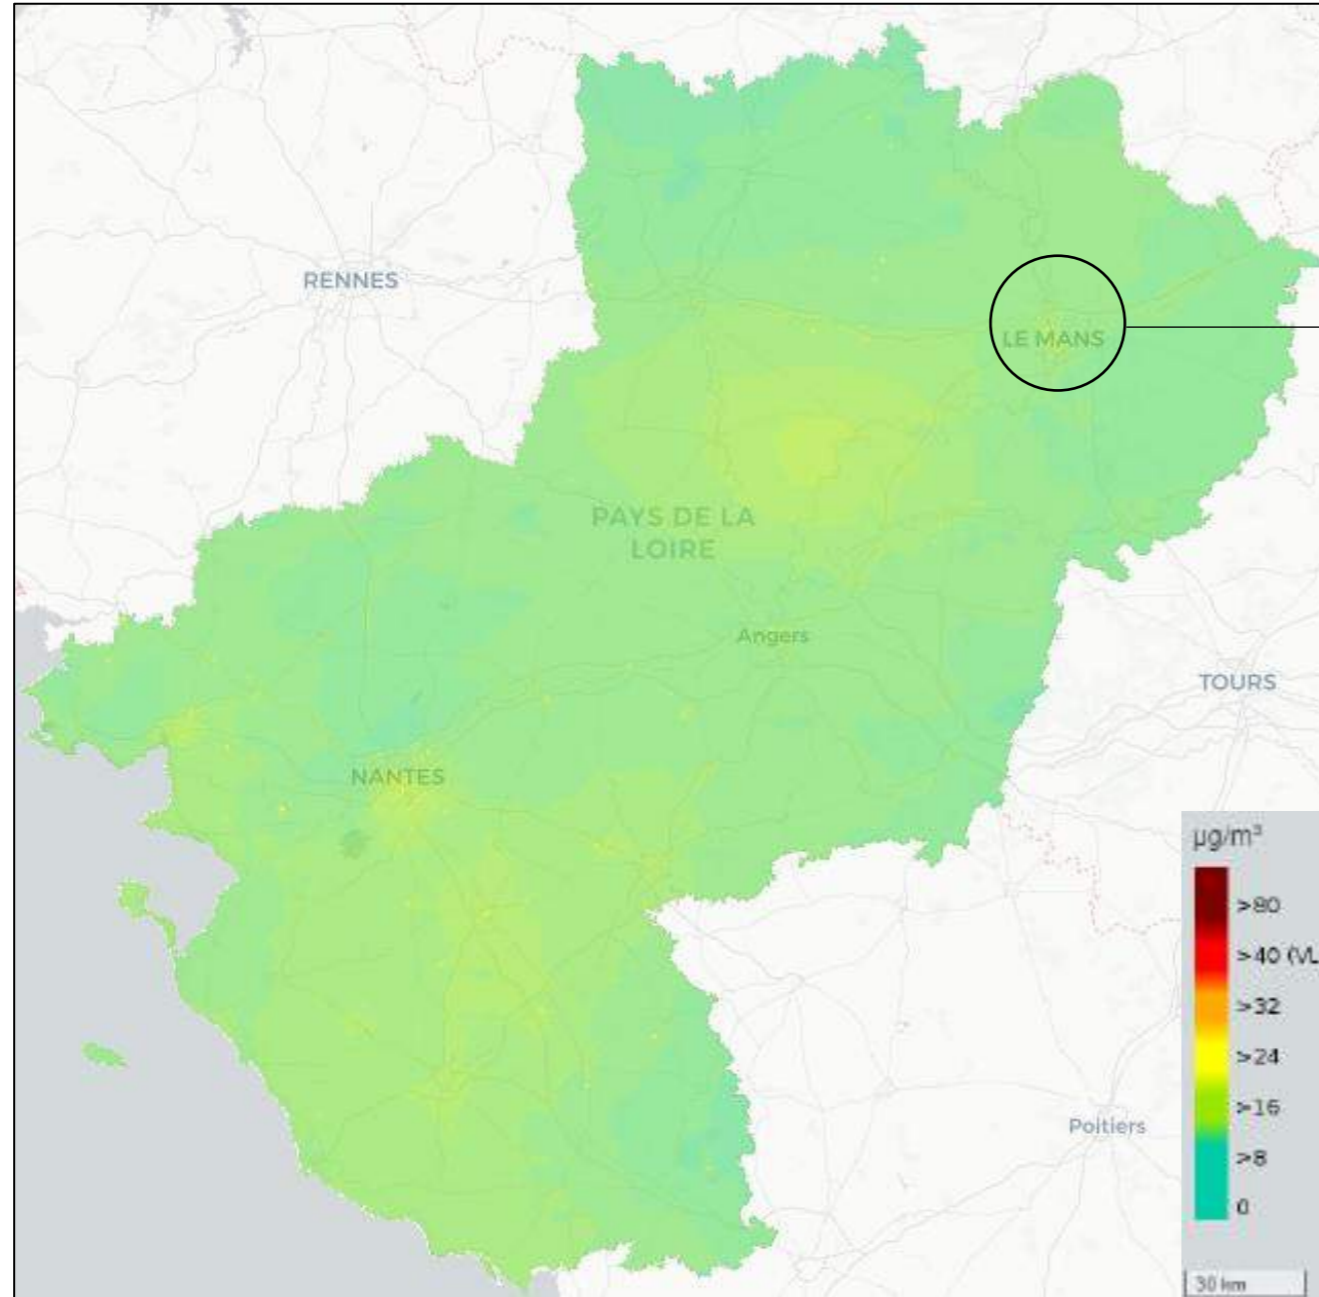 RENNES
LE MANS
PAYS DE LA
LOIRE
Angers
TOURS
NANTES
Poitiers
µg/m³
>80
>40 (VL
>32
>24
>16
>8
0
30 km